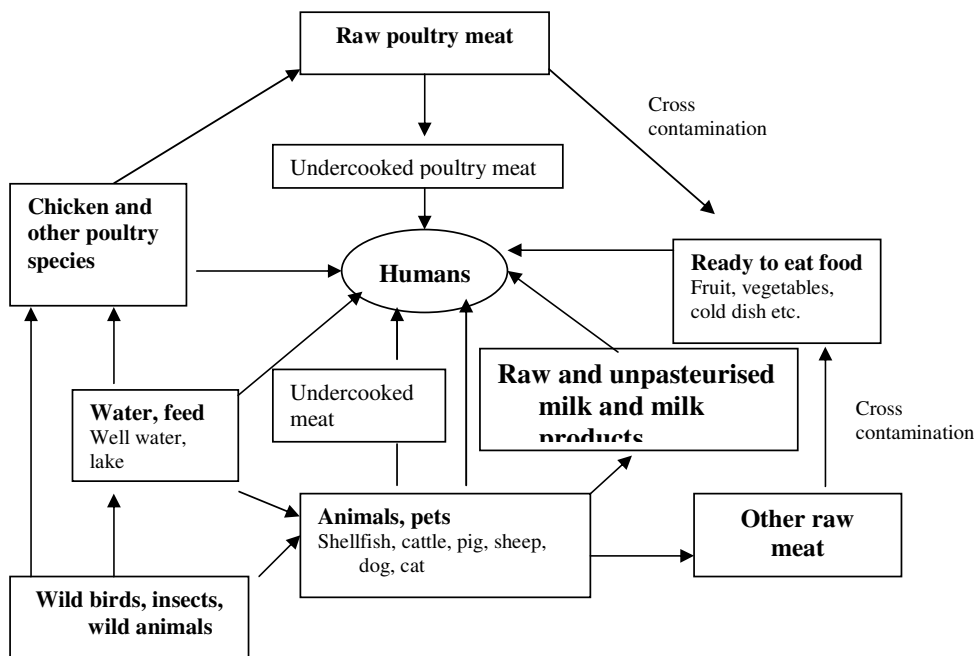 Raw poultry meat
Cross
contamination
Undercooked poultry meat
Chicken and
other poultry
species
Humans
Ready to eat food
Fruit, vegetables,
cold dish etc.
Raw and unpasteurised
milk and milk
products
Undercooked
meat
Water, feed
Well water,
lake
Cross
contamination
Animals, pets
Shellfish, cattle, pig, sheep,
dog, cat
Other raw
meat
Wild birds, insects,
wild animals